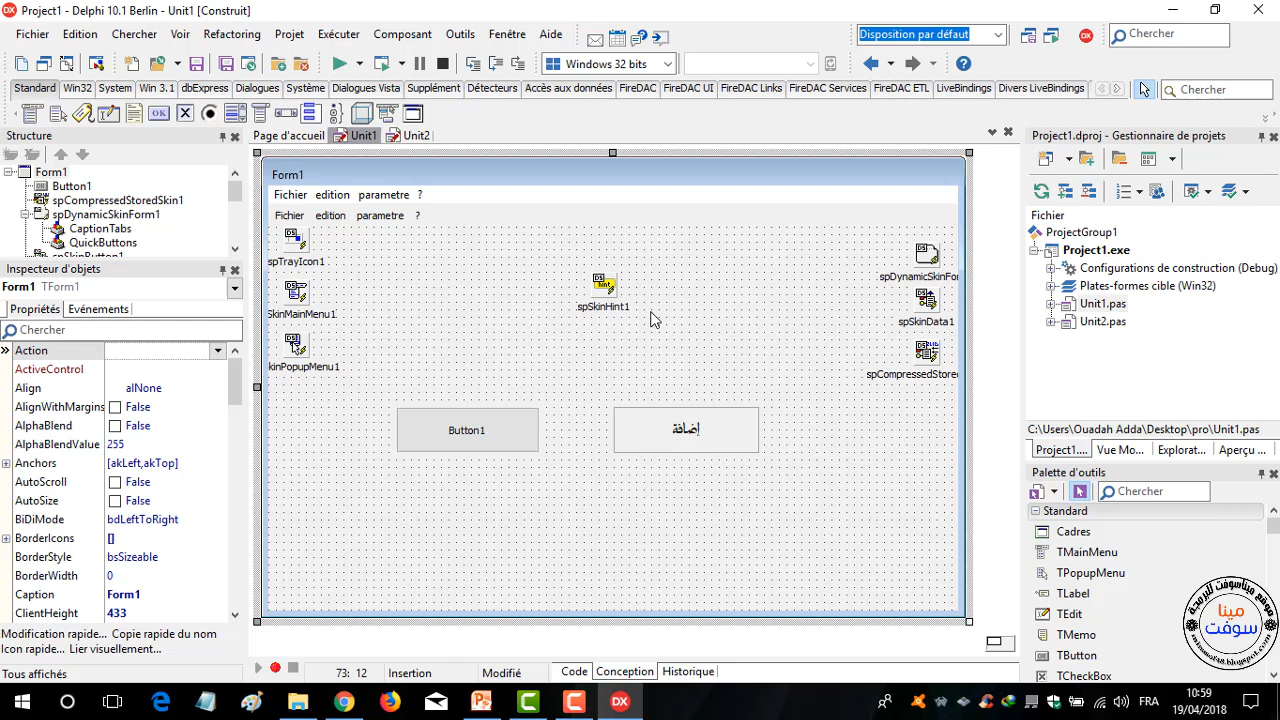 Project1 - Delphi 10.1 Berlin - Unit1 [Construit]
Fichier Edition Chercher Voir Refactoring Projet Exécuter Composant Outils Fenêtre Aide
Disposition par défaut
Chercher
Windows 32 bits
Standard Win32 System Win 3.1 dbExpress Dialogues Système Dialogues Vista Supplément Détecteurs Accès aux données FireDAC FireDAC UI FireDAC Links FireDAC Services FireDAC ETL LiveBindings Divers LiveBindings
Chercher
OK
Structure
Page d'accueil Unit1 Unit2
Project1.dproj - Gestionnaire de projets
Form1
Button1
spCompressedStoredSkin1
spDynamicSkinForm1
CaptionTabs
QuickButtons
spSkinButton1
Inspecteur d'objets
Form1 TForm1
Propriétés Evénements
Chercher
Action
ActiveControl
Align alNone
AlignWithMargins False
AlphaBlend False
AlphaBlendValue 255
Anchors [akLeft,akTop]
AutoScroll False
AutoSize False
BiDiMode bdLeftToRight
BorderIcons []
BorderStyle bsSizeable
BorderWidth 0
Caption Form1
ClientHeight 433
Modification rapide... Copie rapide du nom
Icon rapide... Lier visuellement...
Tous affichés
Form1
Fichier edition parametre ?
Fichier edition parametre ?
spTrayIcon1
SkinMainMenu1
kinPopupMenu1
spSkinHint1
spDynamicSkinFor
spSkinData1
spCompressedStore
Button1
إضافة
73: 12 Insertion Modifié Code Conception Historique
Fichier
ProjectGroup1
Project1.exe
Configurations de construction (Debug)
Plates-formes cible (Win32)
Unit1.pas
Unit2.pas
C:\Users\Ouadah Adda\Desktop\pro\Unit1.pas
Project1.... Vue Mo... Explorat... Aperçu ...
Palette d'outils
Chercher
Standard
Cadres
TMainMenu
TPopupMenu
TLabel
TEdit
TMemo
TButton
TCheckBox
مينا
سوفت
FRA
10:59
19/04/2018